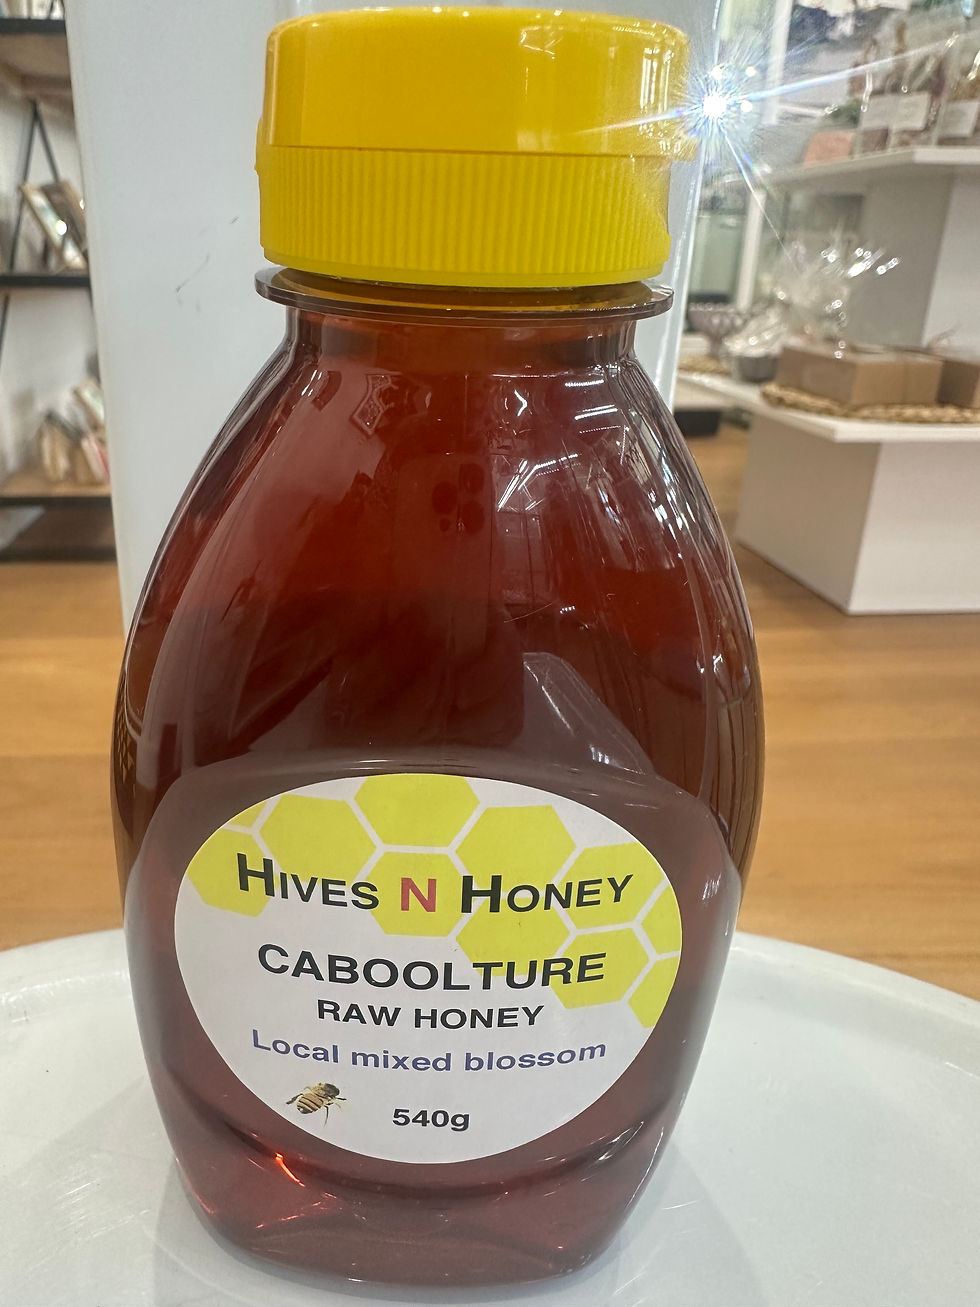 HIVES N HONEY
CABOOLTURE
RAW HONEY
Local mixed blossom
540g